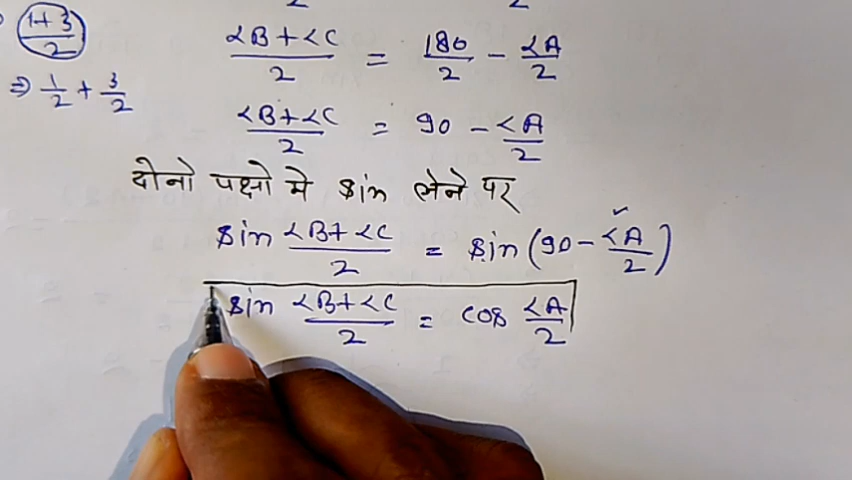 (1+3)/2
⇒ 1/2 + 3/2
(∠B+∠C)/2 = 180/2 - ∠A/2
(∠B+∠C)/2 = 90 - ∠A/2
दोनो पक्षो मे sin लेने पर
sin (∠B+∠C)/2 = sin(90 - ∠A/2)
sin (∠B+∠C)/2 = cos ∠A/2